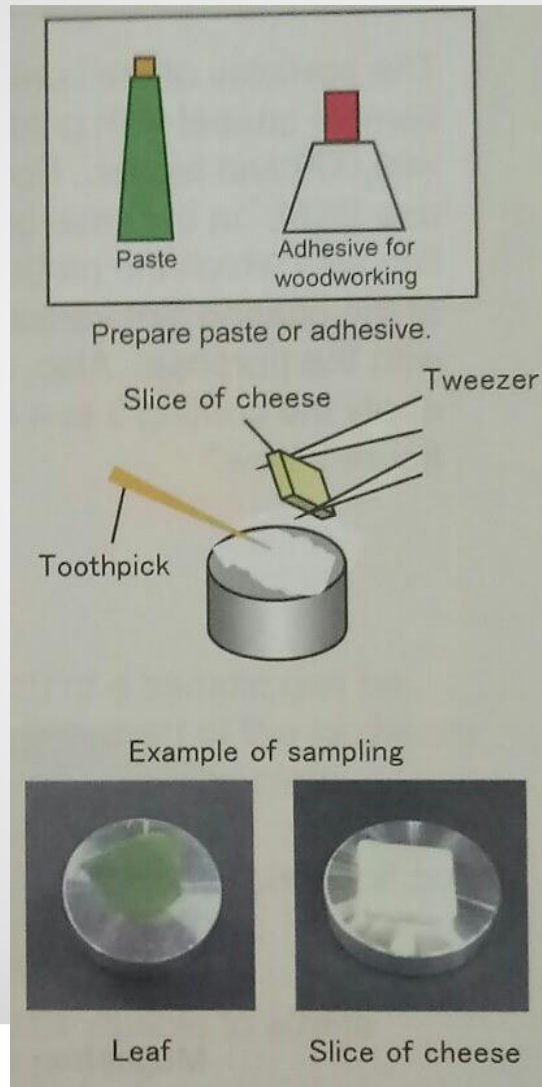 Paste
Adhesive for
woodworking
Prepare paste or adhesive.
Tweezer
Slice of cheese
Toothpick
Example of sampling
Leaf
Slice of cheese